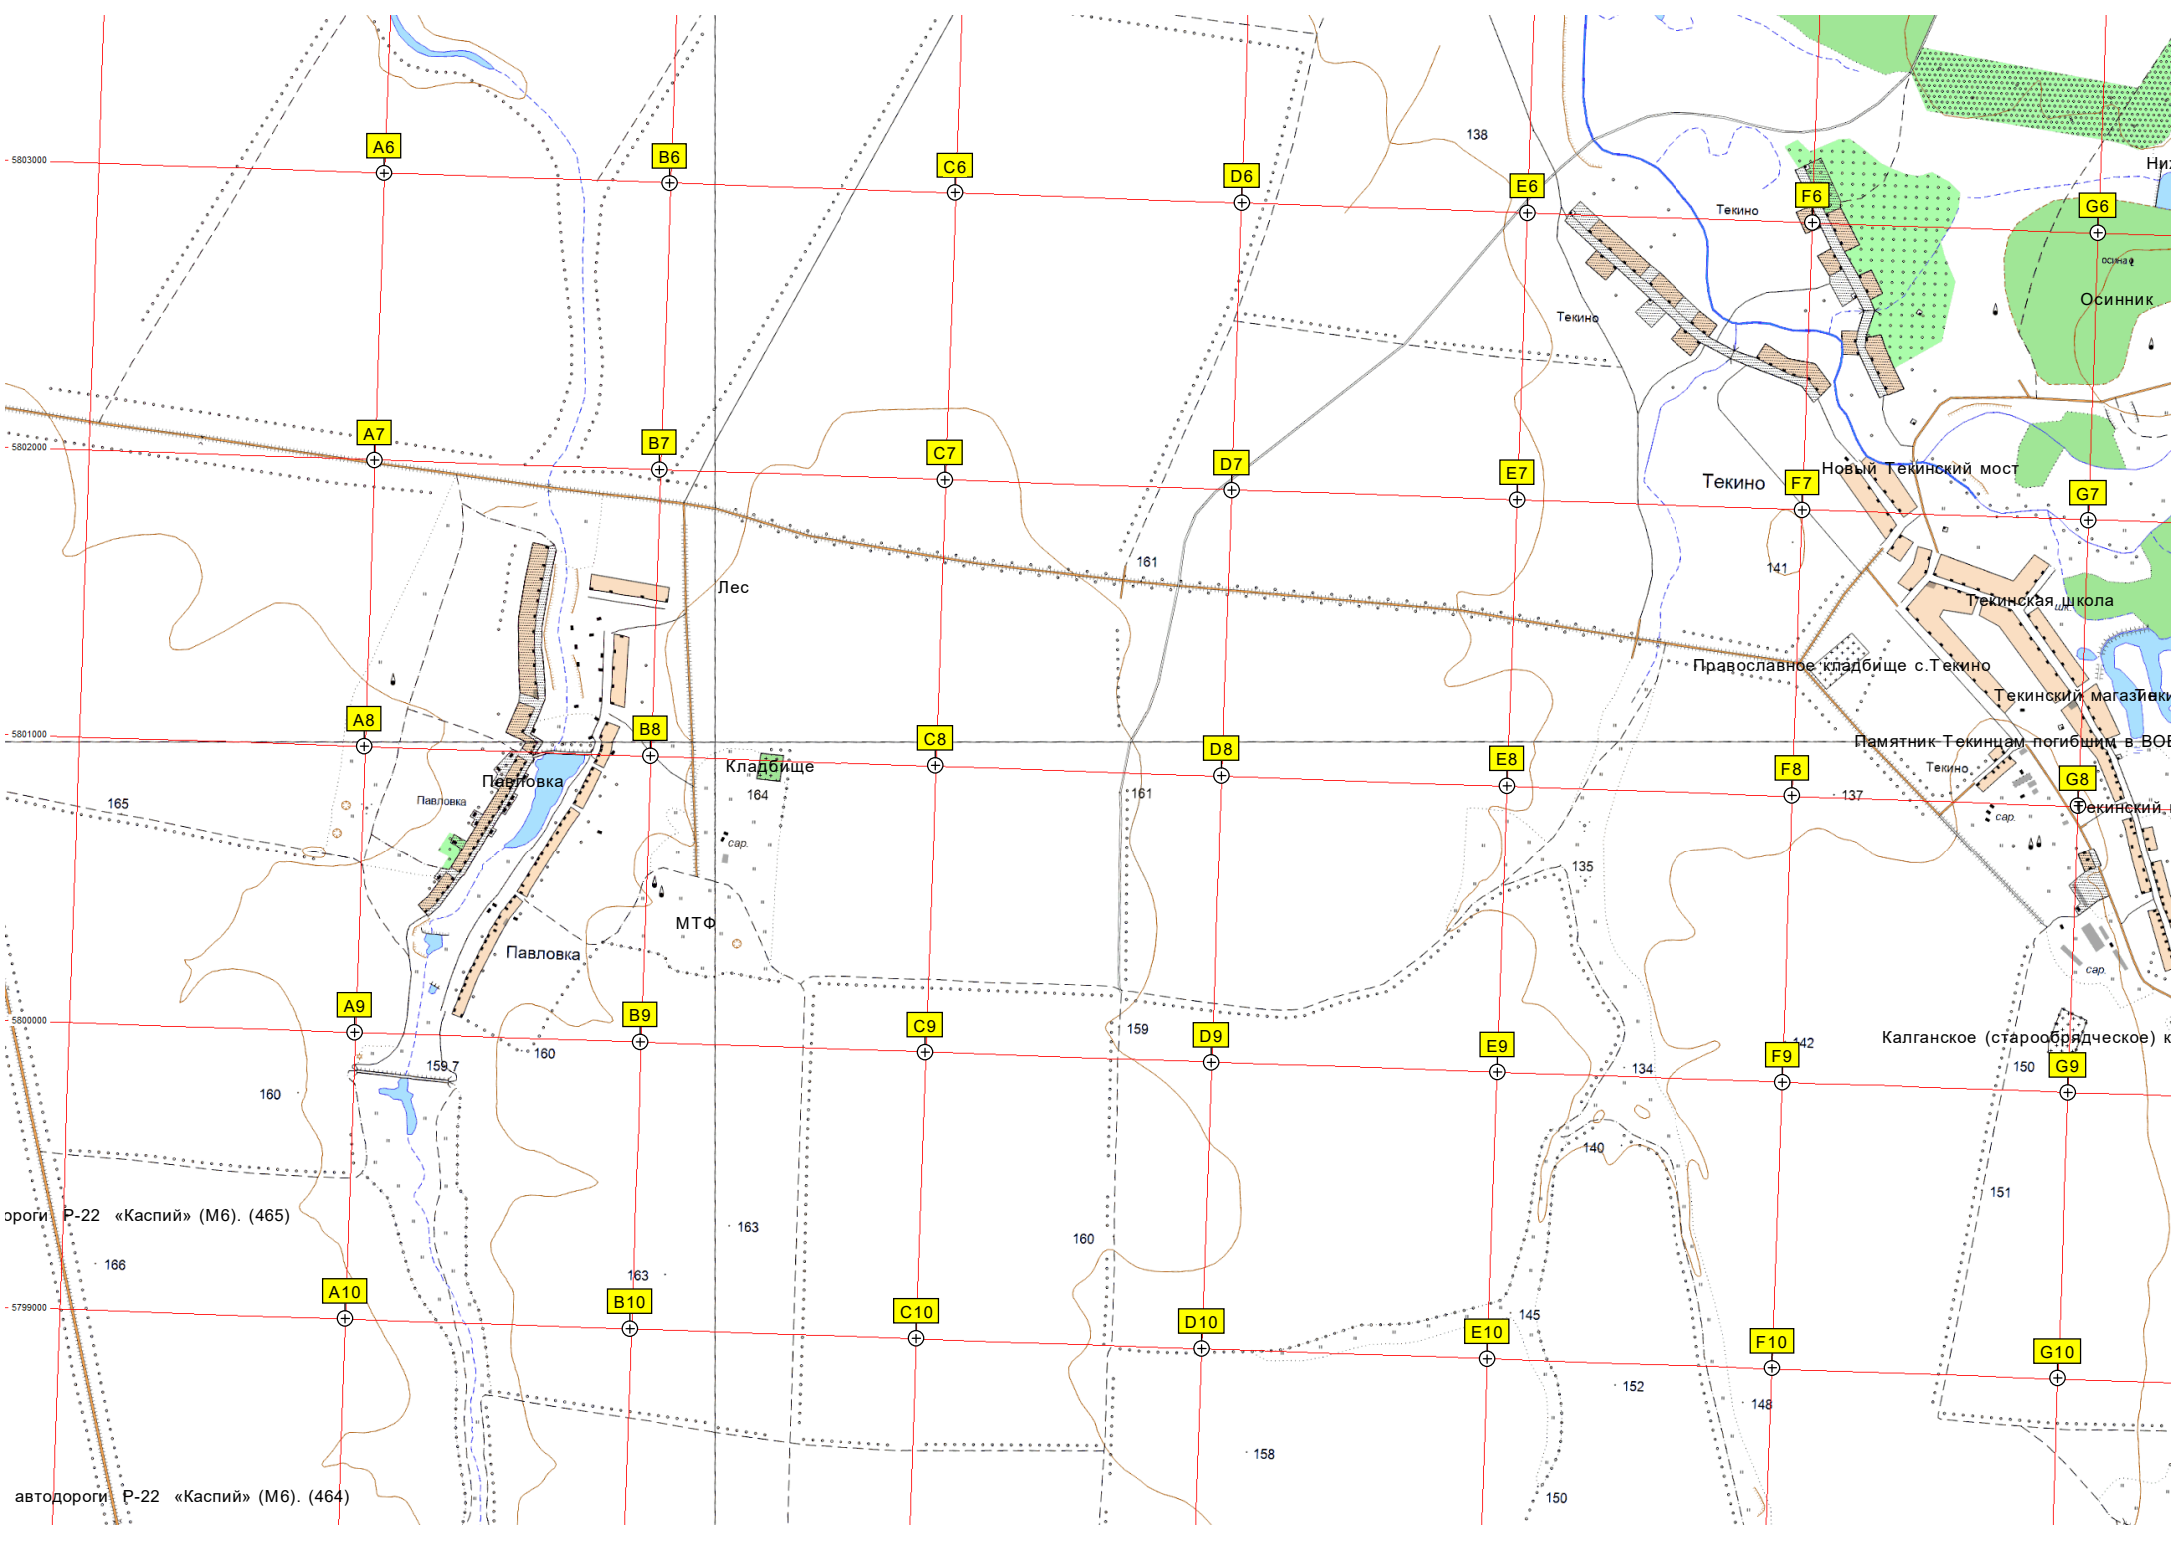 138
Ни
A6
B6
C6
D6
E6
F6
G6
5803000
Текино
осина
Осинник
Текино
A7
B7
C7
D7
E7
F7
G7
5802000
Новый Текинский мост
Текино
161
141
Лес
Текинская школа
шк.
Православное кладбище с.Текино
Текинский магазин
A8
B8
C8
D8
E8
F8
G8
5801000
Памятник Текинцам погибшим в ВОВ
Кладбище
Текино
Павловка
164
161
137
165
Павловка
Текинский
сар.
сар.
135
МТФ
Павловка
сар.
A9
B9
C9
D9
E9
F9
G9
5800000
159
Калганское (старообрядческое) к
142
160
159.7
134
150
160
140
151
ороги Р-22 «Каспий» (М6). (465)
163
160
166
163
A10
B10
C10
D10
E10
F10
G10
5799000
145
152
148
158
автодороги Р-22 «Каспий» (М6). (464)
150